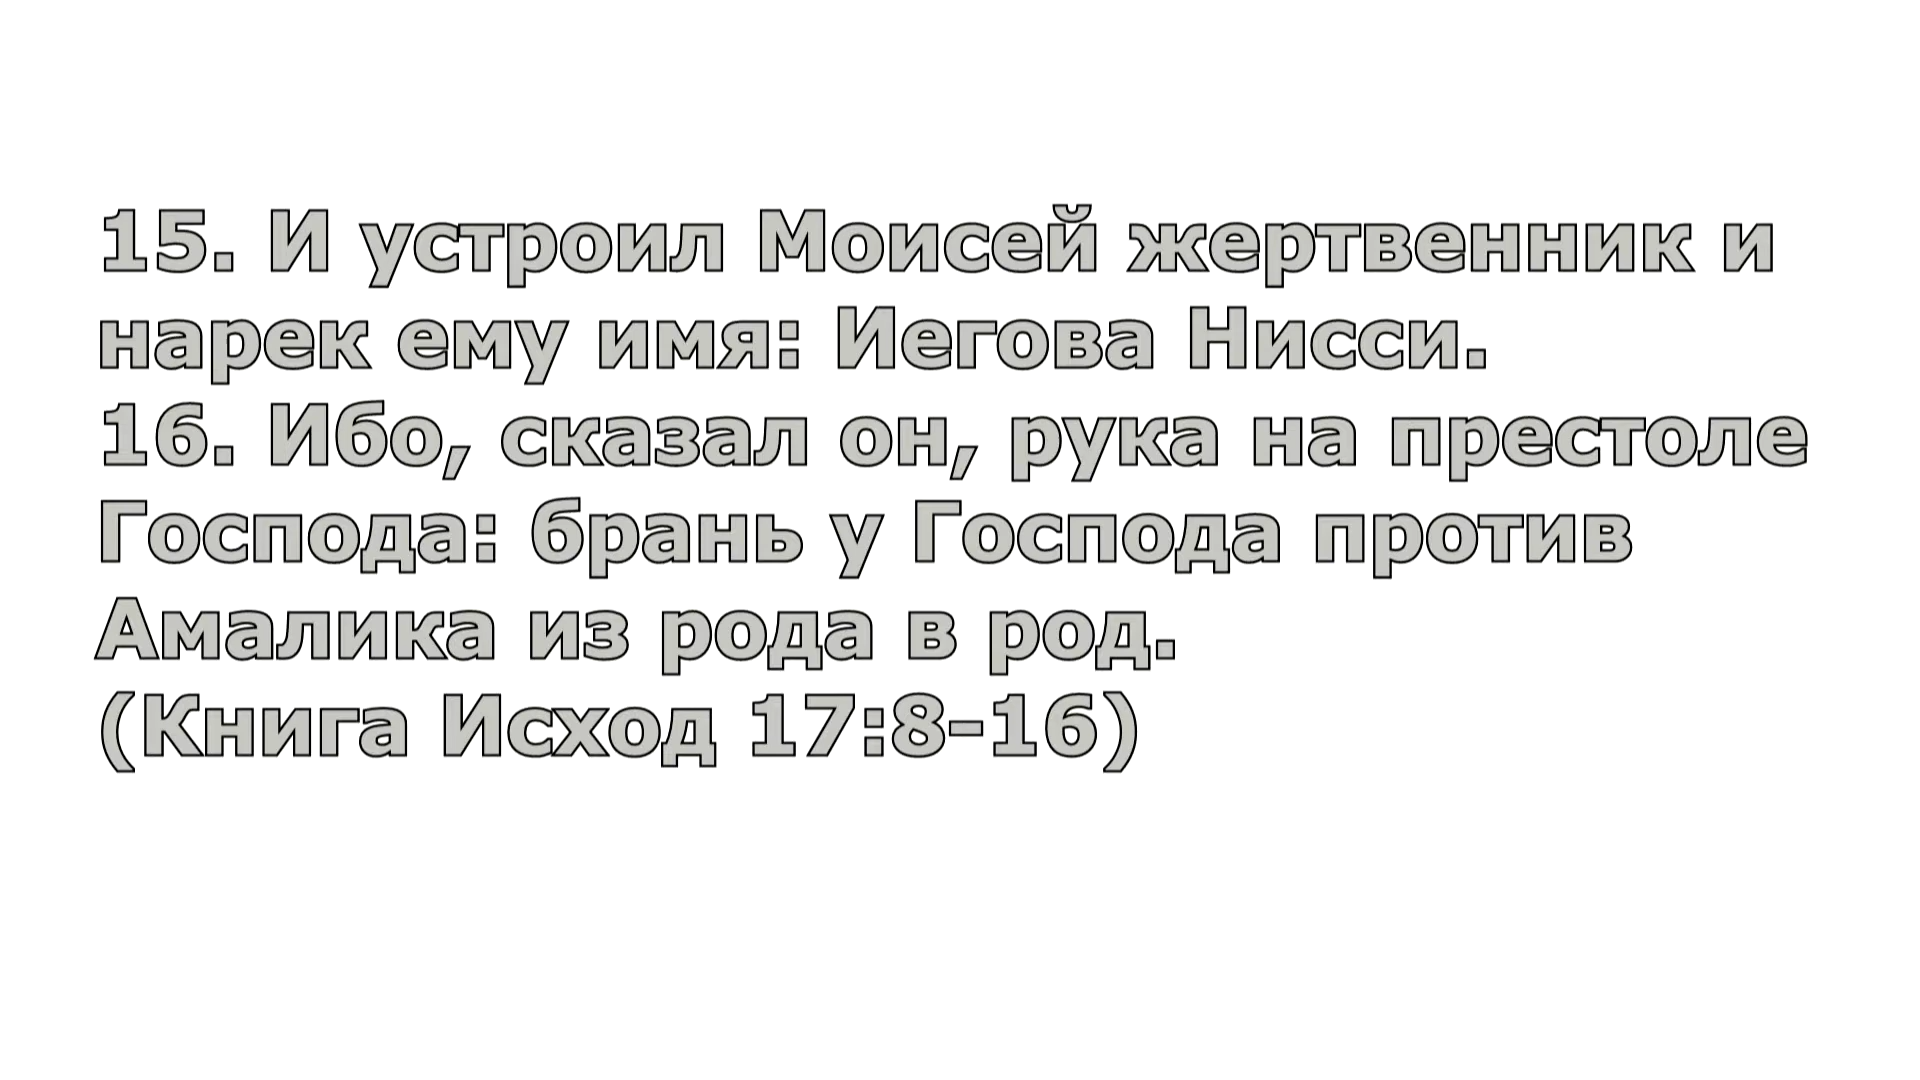 15. И устроил Моисей жертвенник и
нарек ему имя: Иегова Нисси.
16. Ибо, сказал он, рука на престоле
Господа: брань у Господа против
Амалика из рода в род.
(Книга Исход 17:8-16)